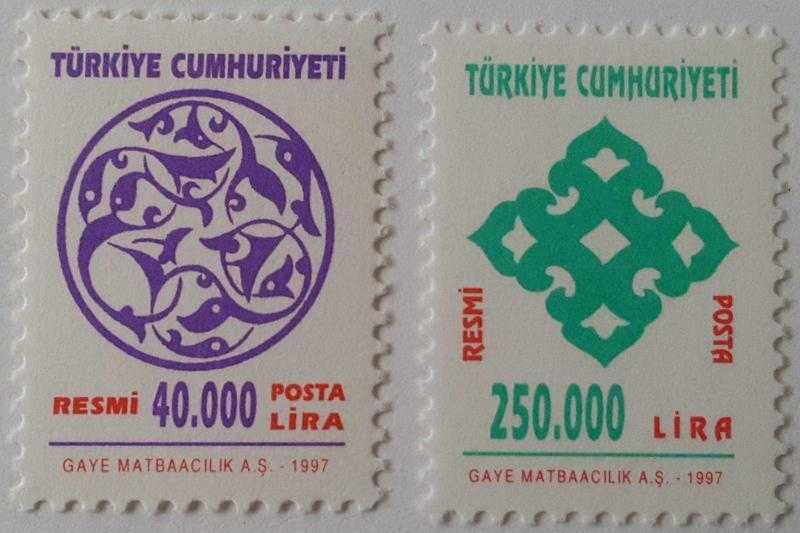 TÜRKİYE CUMHURİYETİ
RESMİ 40.000 POSTA LİRA
GAYE MATBAACILIK A.Ş. - 1997
TÜRKİYE CUMHURİYETİ
RESMİ
POSTA
250.000 LİRA
GAYE MATBAACILIK A.Ş. - 1997